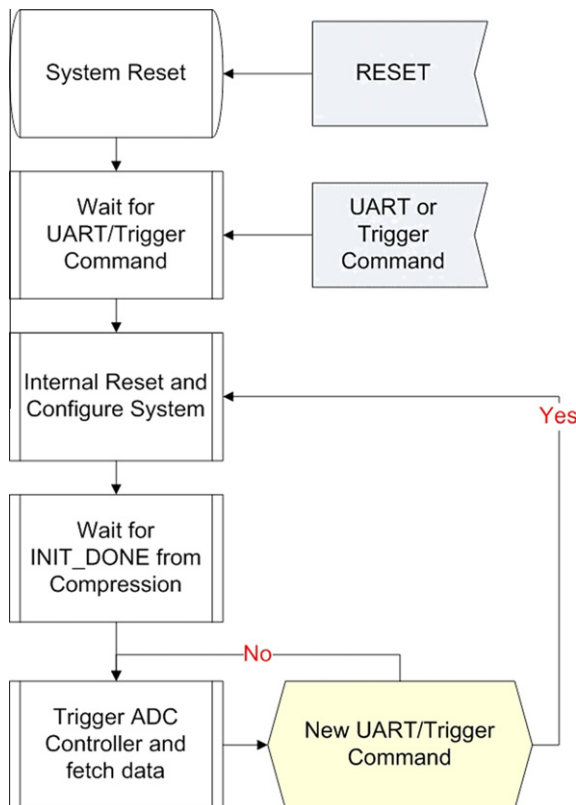 System Reset
RESET
Wait for
UART/Trigger
Command
UART or
Trigger
Command
Internal Reset and
Configure System
Yes
Wait for
INIT_DONE from
Compression
No
Trigger ADC
Controller and
fetch data
New UART/Trigger
Command